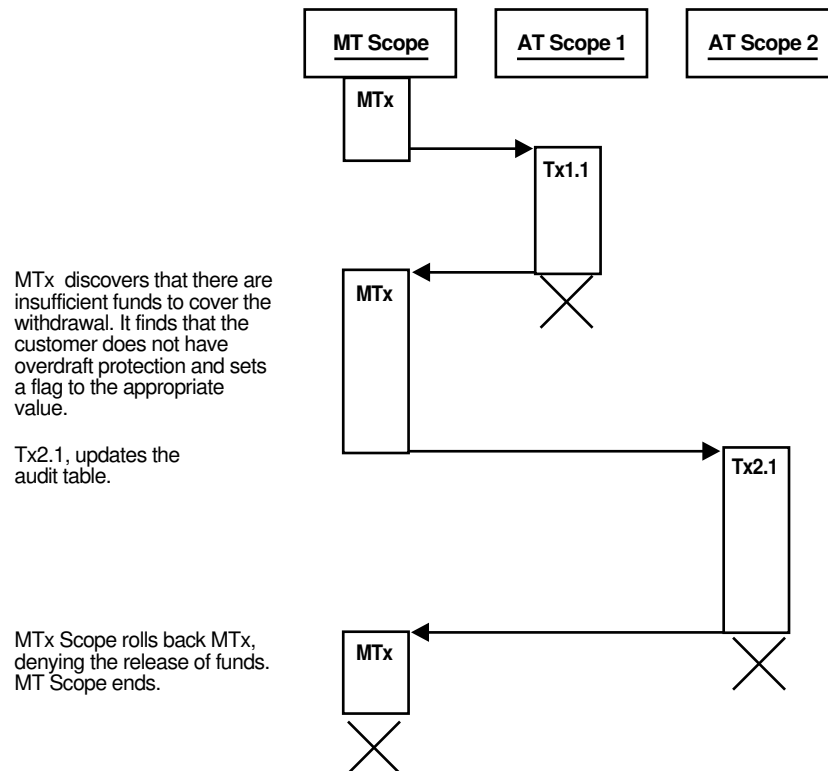 MT Scope
AT Scope 1
AT Scope 2
MTx
Tx1.1
MTx discovers that there are
insufficient funds to cover the
withdrawal. It finds that the
customer does not have
overdraft protection and sets
a flag to the appropriate
value.
MTx
Tx2.1, updates the
audit table.
Tx2.1
MTx Scope rolls back MTx,
denying the release of funds.
MT Scope ends.
MTx